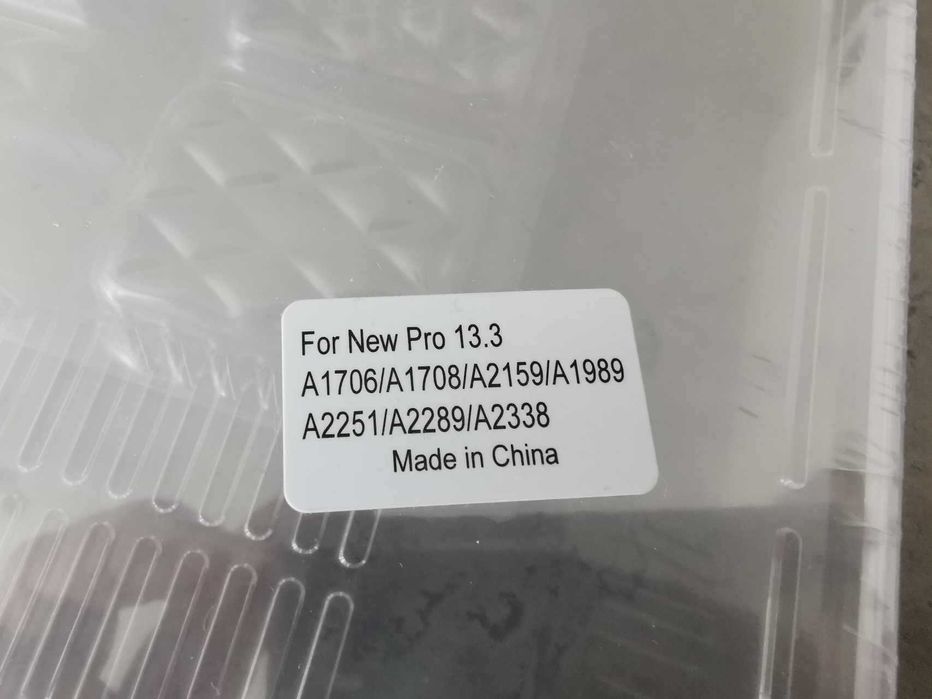 For New Pro 13.3
A1706/A1708/A2159/A1989
A2251/A2289/A2338
Made in China